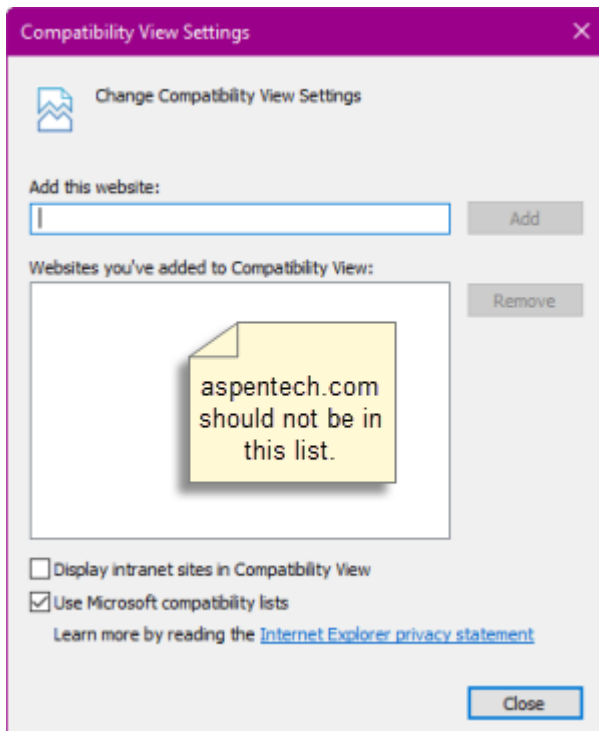 Compatibility View Settings
Change Compatibility View Settings
Add this website:
Add
Websites you've added to Compatibility View:
Remove
aspentech.com
should not be in
this list.
Display intranet sites in Compatibility View
Use Microsoft compatibility lists
Learn more by reading the Internet Explorer privacy statement
Close